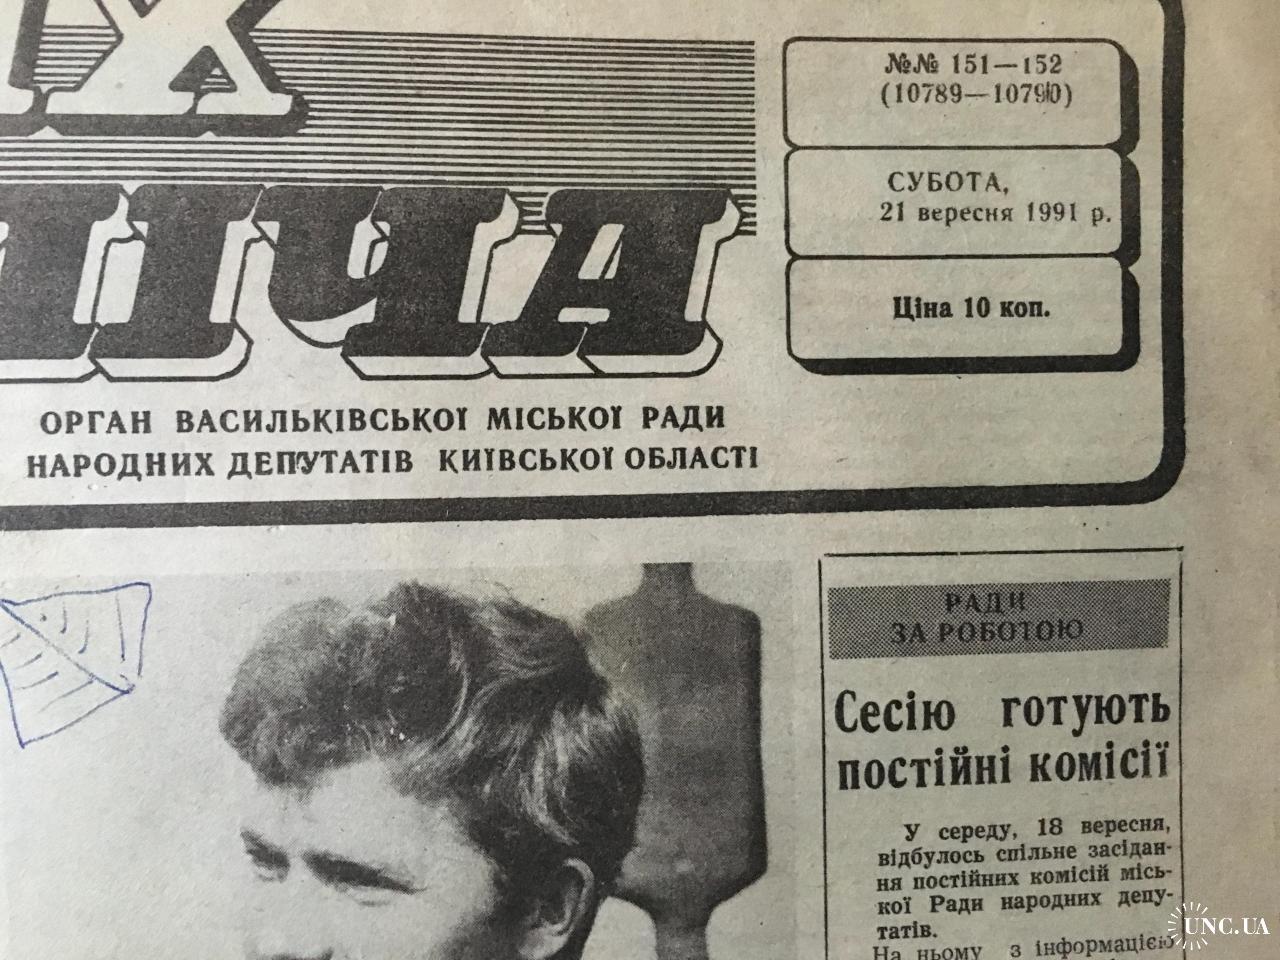 №№ 151—152
(10789—10790)
СУБОТА,
21 вересня 1991 р.
Ціна 10 коп.
ОРГАН ВАСИЛЬКІВСЬКОЇ МІСЬКОЇ РАДИ
НАРОДНИХ ДЕПУТАТІВ КИЇВСЬКОЇ ОБЛАСТІ
РАДИ
ЗА РОБОТОЮ
Сесію готують
постійні комісії
У середу, 18 вересня,
відбулось спільне засідан-
ня постійних комісій місь-
кої Ради народних депу-
татів.
На ньому з інформацією
UNC.UA